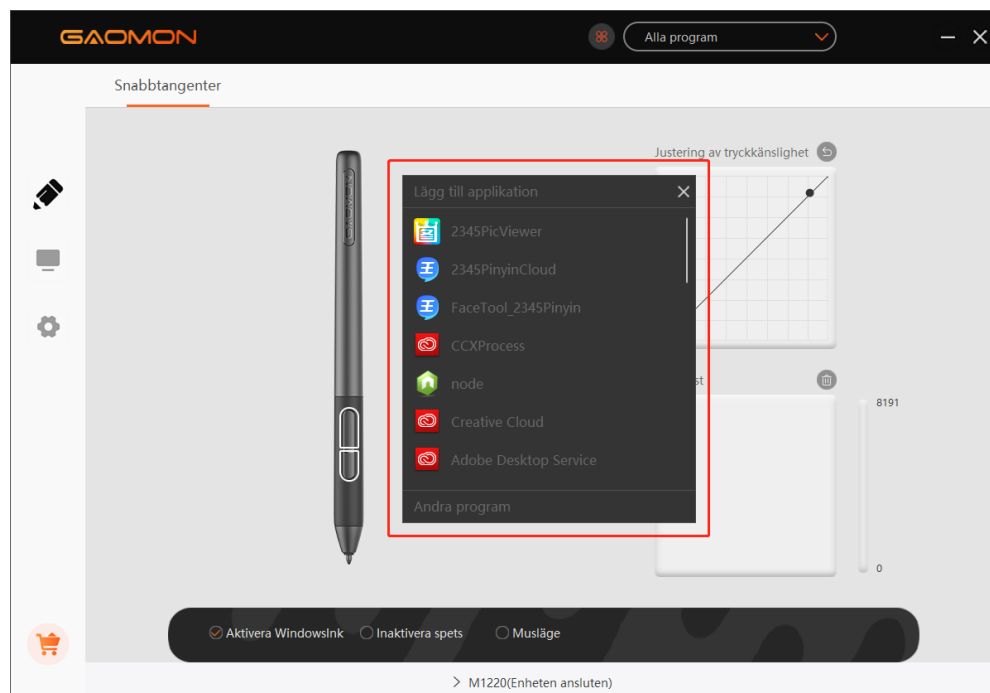 GAOMON
Alla program
Snabbtangenter
Justering av tryckkänslighet
GAOMON
Lägg till applikation
2345PicViewer
2345PinyinCloud
FaceTool_2345Pinyin
CCXProcess
node
Creative Cloud
Adobe Desktop Service
Andra program
8191
0
Aktivera WindowsInk Inaktivera spets Musläge
M1220(Enheten ansluten)